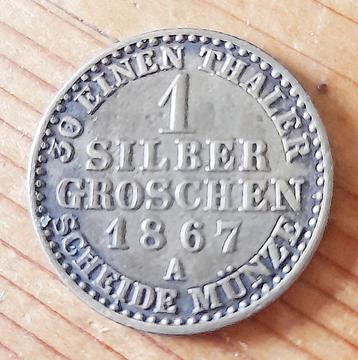 30 EINEN THALER
1
SILBER
GROSCHEN
1867
A
SCHEIDE MÜNZE